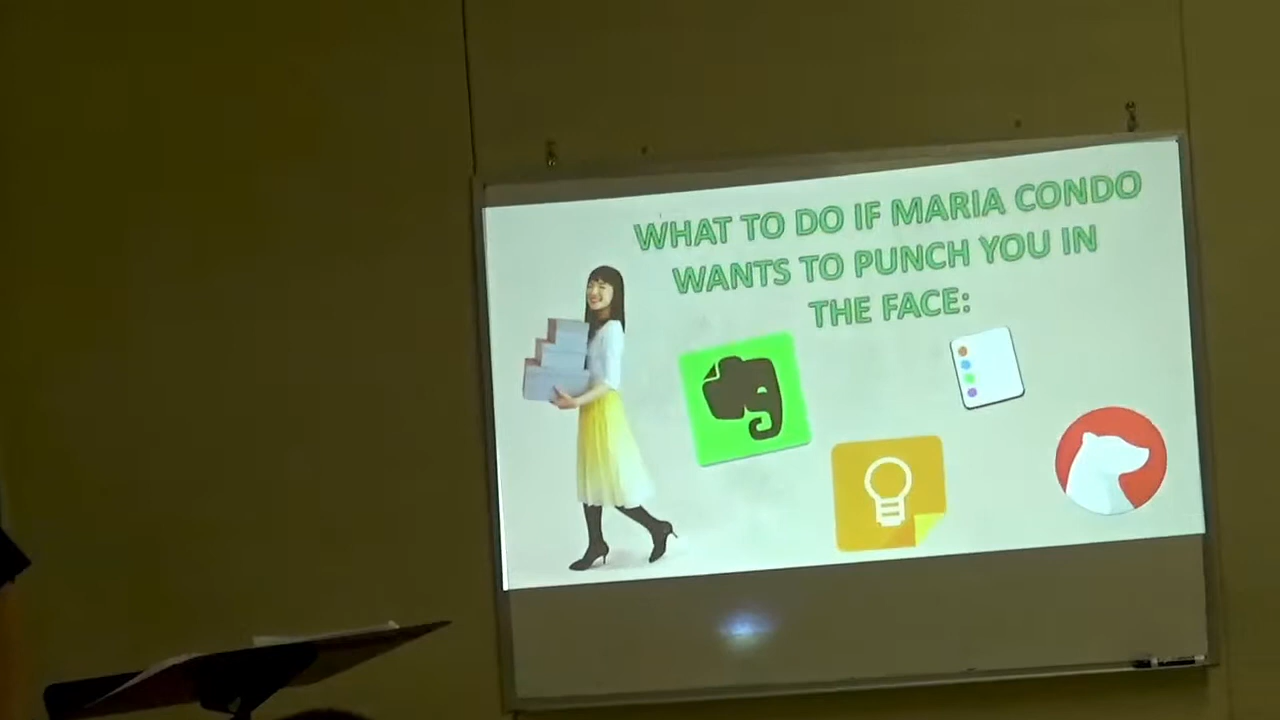 WHAT TO DO IF MARIA CONDO
WANTS TO PUNCH YOU IN
THE FACE: